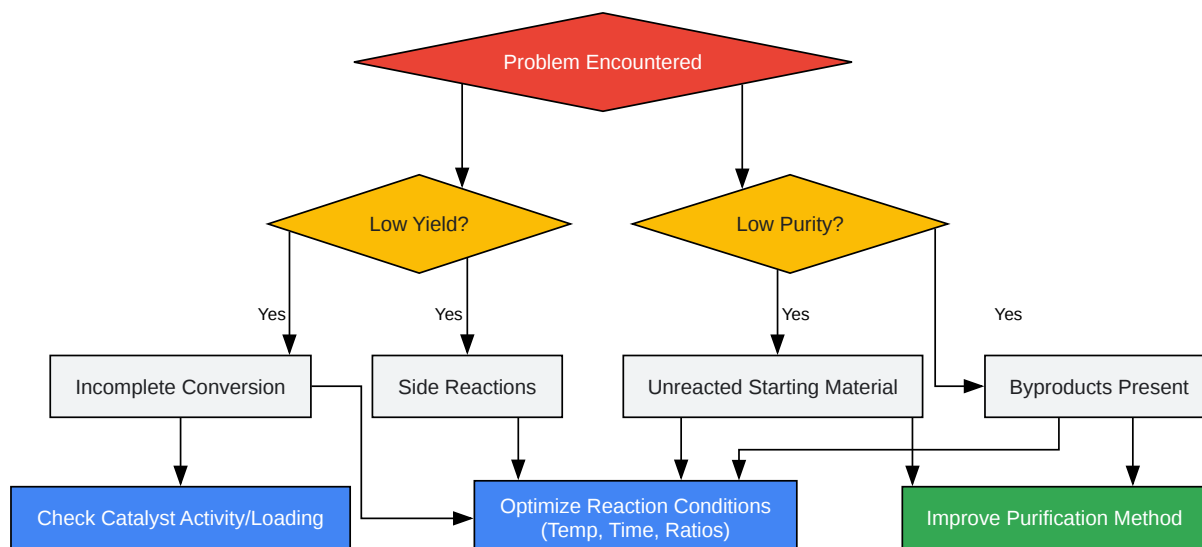 Problem Encountered
Low Yield?
Low Purity?
Yes
Yes
Yes
Yes
Incomplete Conversion
Side Reactions
Unreacted Starting Material
Byproducts Present
Check Catalyst Activity/Loading
Optimize Reaction Conditions
(Temp, Time, Ratios)
Improve Purification Method